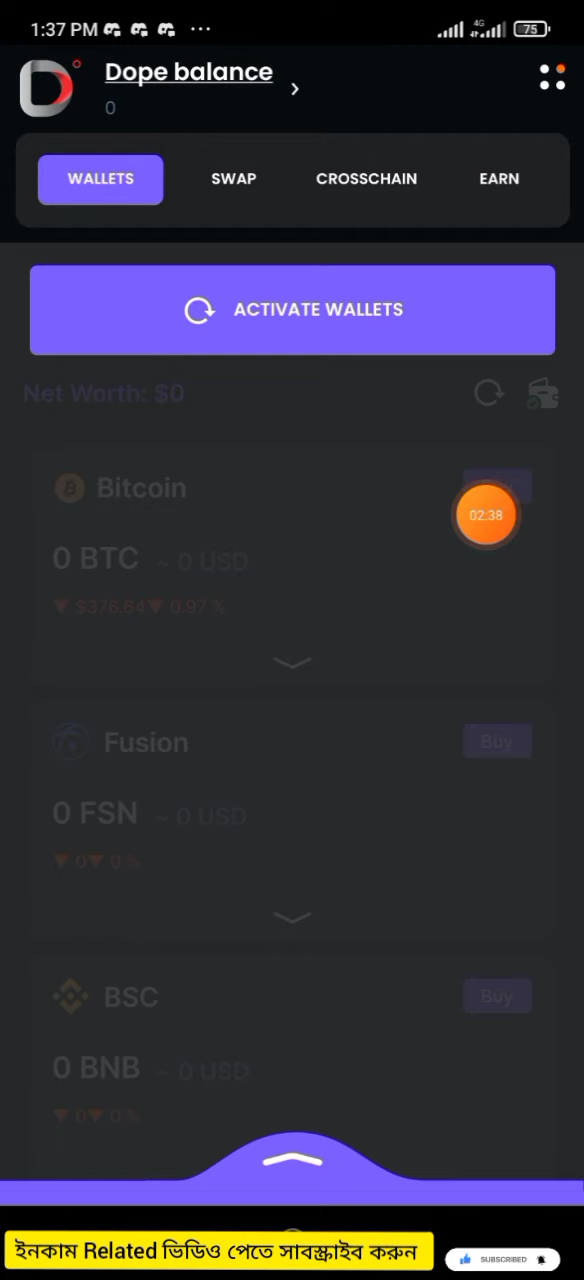 1:37 PM ... 4G 75
Dope balance
0
WALLETS SWAP CROSSCHAIN EARN
ACTIVATE WALLETS
Net Worth: $0
Bitcoin
02:38
0 BTC ~ 0 USD
▼ $376.64▼ 0.97 %
Fusion Buy
0 FSN ~ 0 USD
▼ 0▼ 0 %
BSC Buy
0 BNB ~ 0 USD
▼ 0▼ 0 %
ইনকাম Related ভিডিও পেতে সাবস্ক্রাইব করুন
SUBSCRIBED